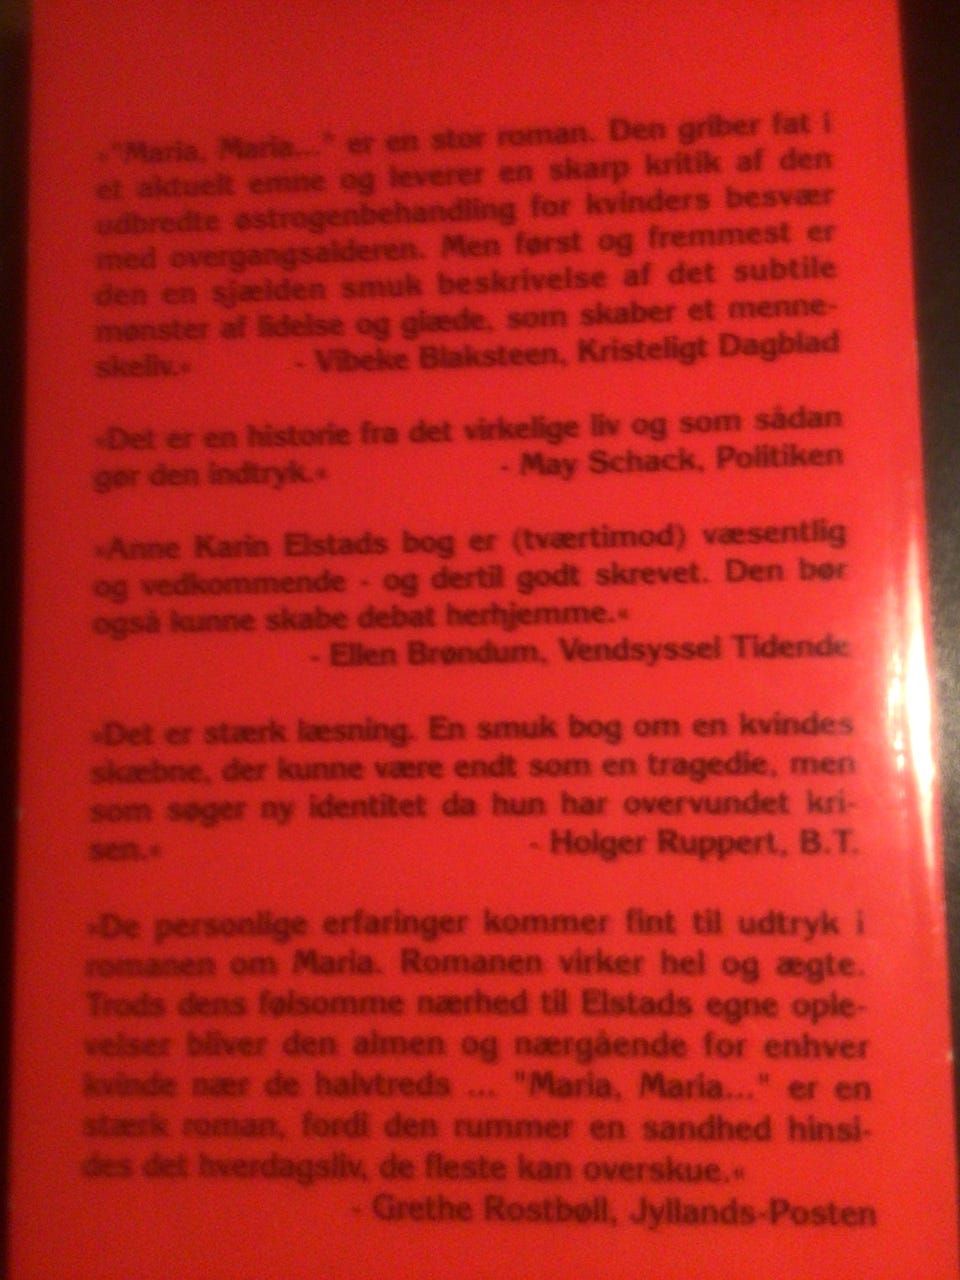 »"Maria, Maria..." er en stor roman. Den griber fat i
et aktuelt emne og leverer en skarp kritik af den
udbredte østrogenbehandling for kvinders besvær
med overgangsalderen. Men først og fremmest er
den en sjælden smuk beskrivelse af det subtile
mønster af lidelse og glæde, som skaber et menne-
skeliv.« - Vibeke Blaksteen, Kristeligt Dagblad
»Det er en historie fra det virkelige liv og som sådan
gør den indtryk.« - May Schack, Politiken
»Anne Karin Elstads bog er (tværtimod) væsentlig
og vedkommende - og dertil godt skrevet. Den bør
også kunne skabe debat herhjemme.«
- Ellen Brøndum, Vendsyssel Tidende
»Det er stærk læsning. En smuk bog om en kvindes
skæbne, der kunne være endt som en tragedie, men
som søger ny identitet da hun har overvundet kri-
sen.« - Holger Ruppert, B.T.
»De personlige erfaringer kommer fint til udtryk i
romanen om Maria. Romanen virker hel og ægte.
Trods dens følsomme nærhed til Elstads egne ople-
velser bliver den almen og nærgående for enhver
kvinde nær de halvtreds ... "Maria, Maria..." er en
stærk roman, fordi den rummer en sandhed hinsi-
des det hverdagsliv, de fleste kan overskue.«
- Grethe Rostbøll, Jyllands-Posten